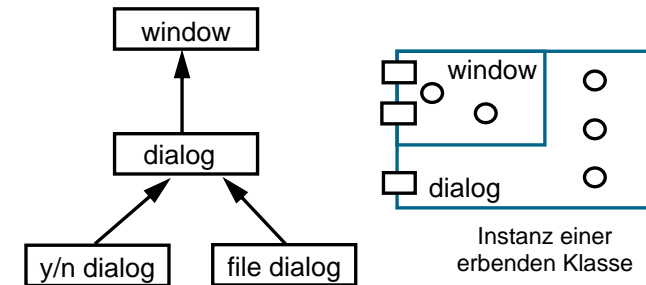 window
dialog
y/n dialog
file dialog
window
dialog
Instanz einer
erbenden Klasse